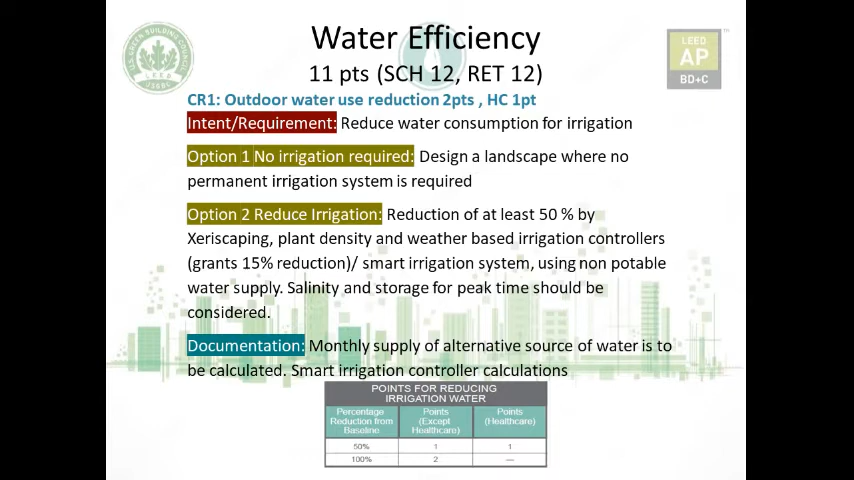 Water Efficiency
11 pts (SCH 12, RET 12)
CR1: Outdoor water use reduction 2pts , HC 1pt
Intent/Requirement: Reduce water consumption for irrigation
Option 1 No irrigation required: Design a landscape where no
permanent irrigation system is required
Option 2 Reduce Irrigation: Reduction of at least 50 % by
Xeriscaping, plant density and weather based irrigation controllers
(grants 15% reduction)/ smart irrigation system, using non potable
water supply. Salinity and storage for peak time should be
considered.
Documentation: Monthly supply of alternative source of water is to
be calculated. Smart irrigation controller calculations
POINTS FOR REDUCING
IRRIGATION WATER
Percentage Reduction from Baseline | Points (Except Healthcare) | Points (Healthcare)
50% 1 1
100% 2 —
U.S. GREEN BUILDING COUNCIL
LEED
LEED
AP
BD+C